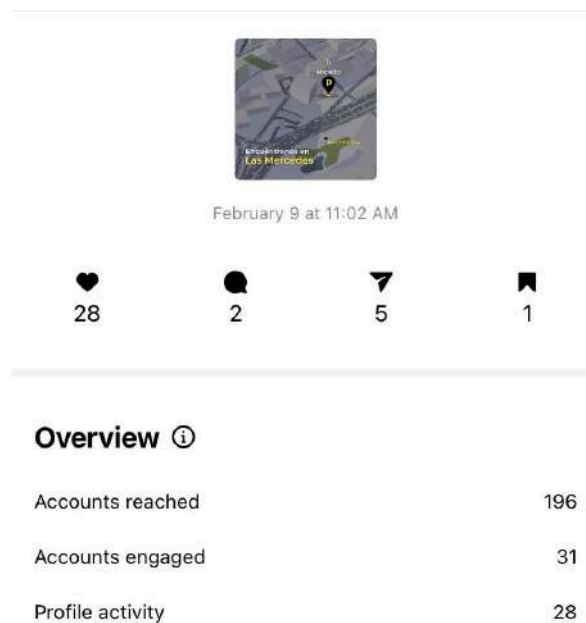 P
Encuéntranos en
Las Mercedes
February 9 at 11:02 AM
28
2
5
1
Overview
Accounts reached 196
Accounts engaged 31
Profile activity 28